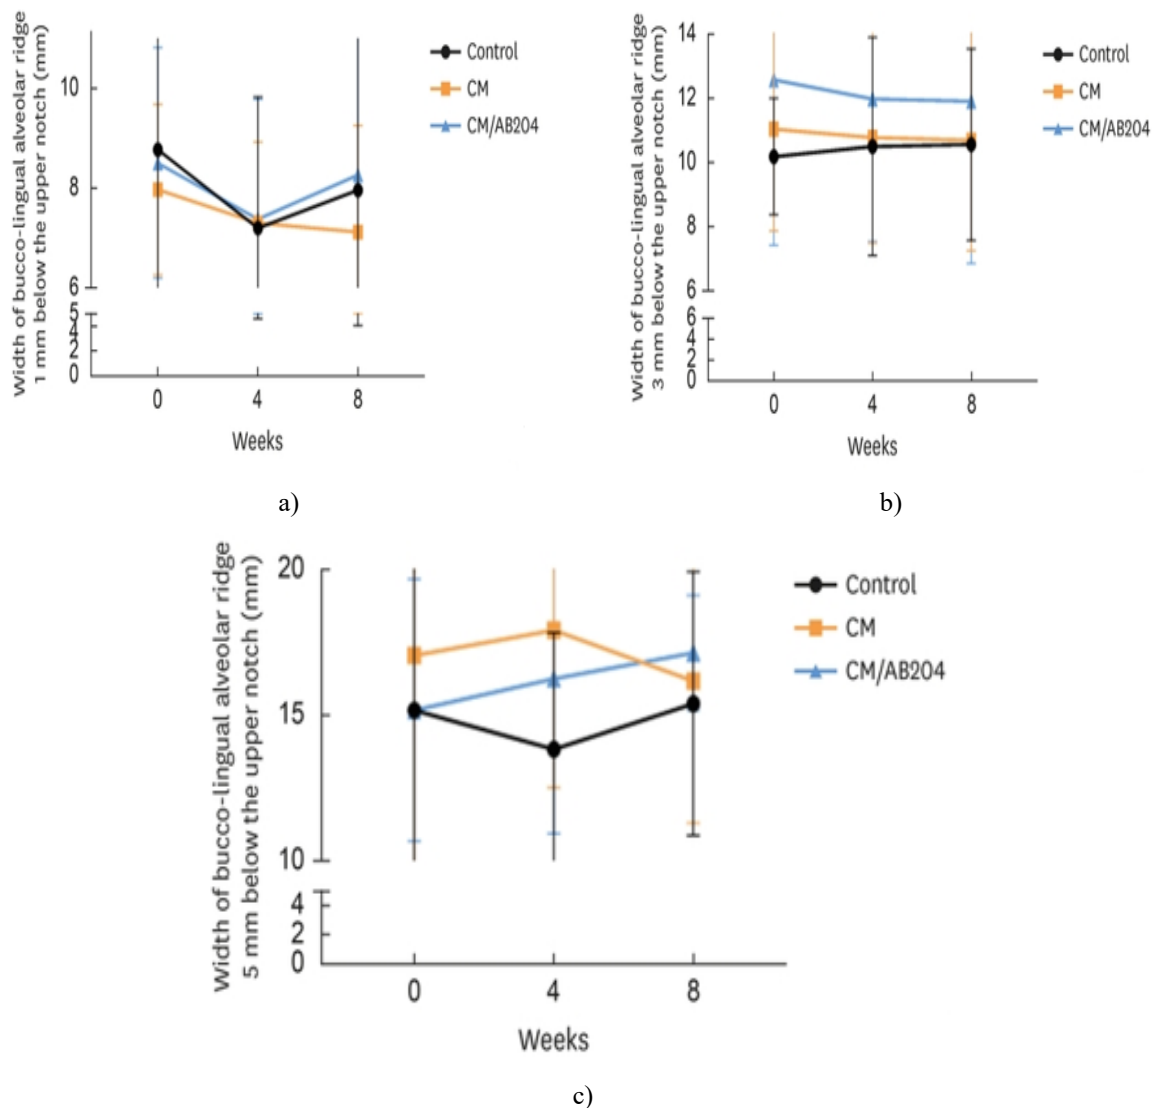 Width of bucco-lingual alveolar ridge
1 mm below the upper notch (mm)
10
8
6
5
4
2
0
0 4 8
Weeks
Control
CM
CM/AB204
a)
Width of bucco-lingual alveolar ridge
3 mm below the upper notch (mm)
14
12
10
8
6
6
4
2
0
0 4 8
Weeks
Control
CM
CM/AB204
b)
Width of bucco-lingual alveolar ridge
5 mm below the upper notch (mm)
20
15
10
4
2
0
0 4 8
Weeks
Control
CM
CM/AB204
c)